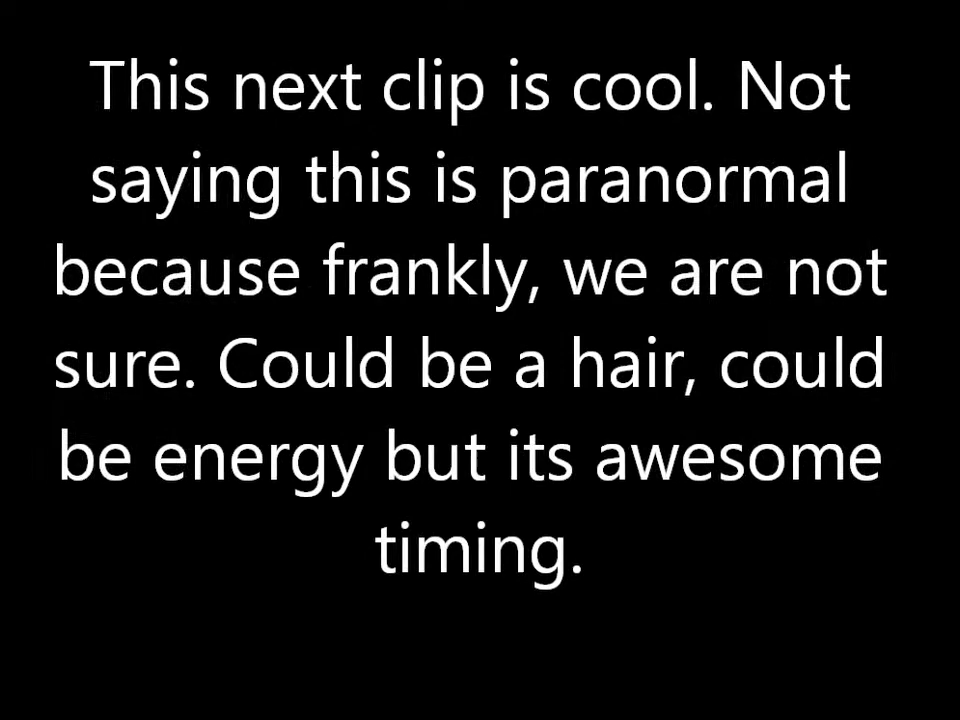 This next clip is cool. Not
saying this is paranormal
because frankly, we are not
sure. Could be a hair, could
be energy but its awesome
timing.